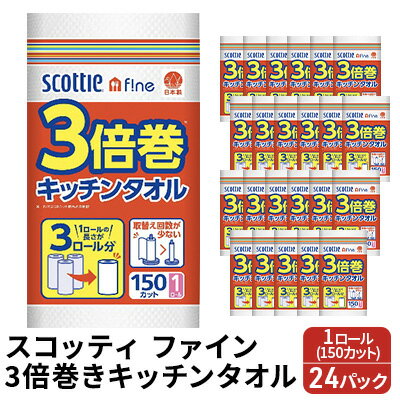 scottie fine
日本製
3倍巻
キッチンタオル
1ロールの長さが
3ロール分
取替え回数が
少ない
150
カット
1
ロール
スコッティ ファイン
3倍巻きキッチンタオル
1ロール
(150カット)
24パック